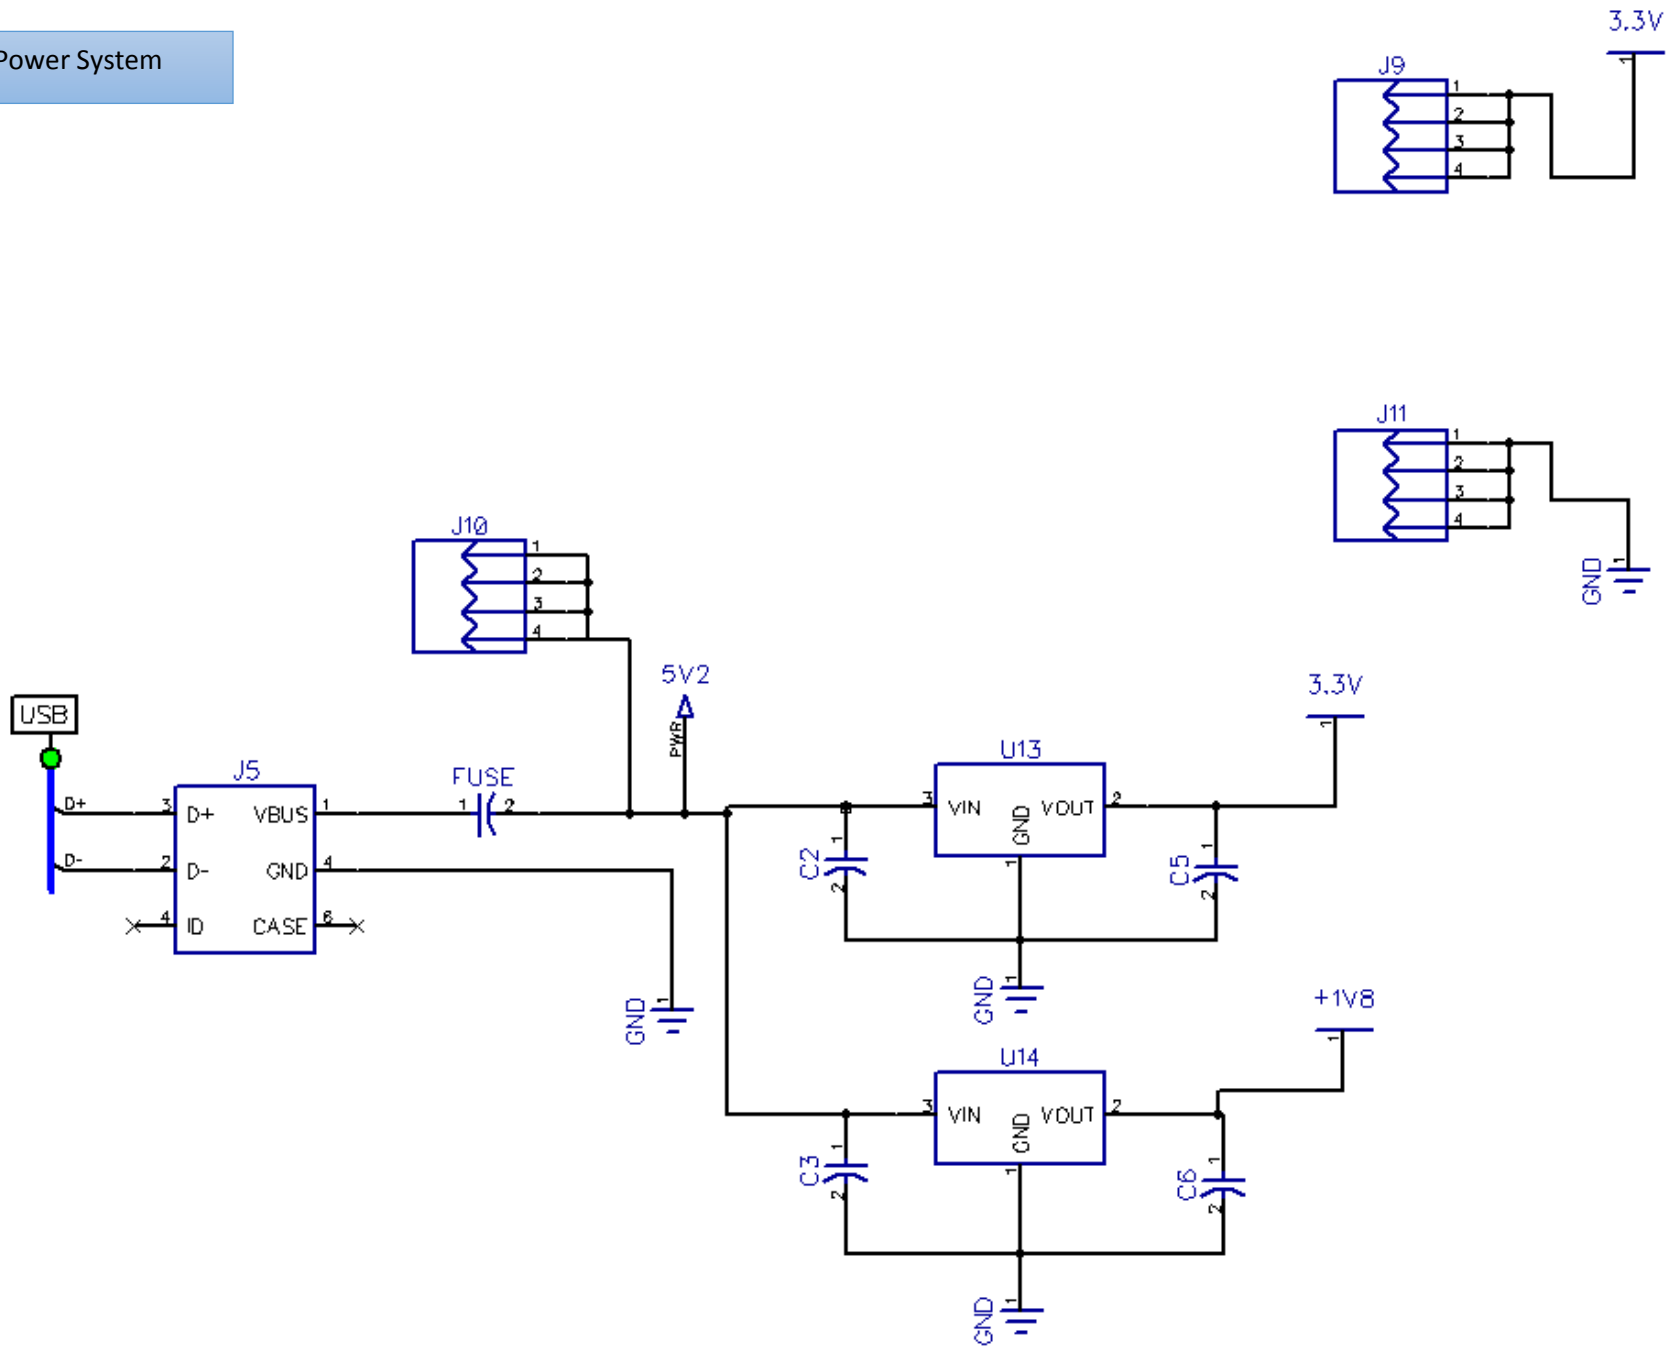 Power System
3.3V
1
J9
1
2
3
4
J11
1
2
3
4
GND
1
J10
1
2
3
4
5V2
PWR
3.3V
1
USB
D+
D-
J5
3
D+
VBUS
1
2
D-
GND
4
4
ID
CASE
6
FUSE
1
2
GND
1
U13
3
VIN
GND
VOUT
2
1
C2
1
2
C5
1
2
GND
1
+1V8
1
U14
3
VIN
GND
VOUT
2
1
C3
1
2
C6
1
2
GND
1